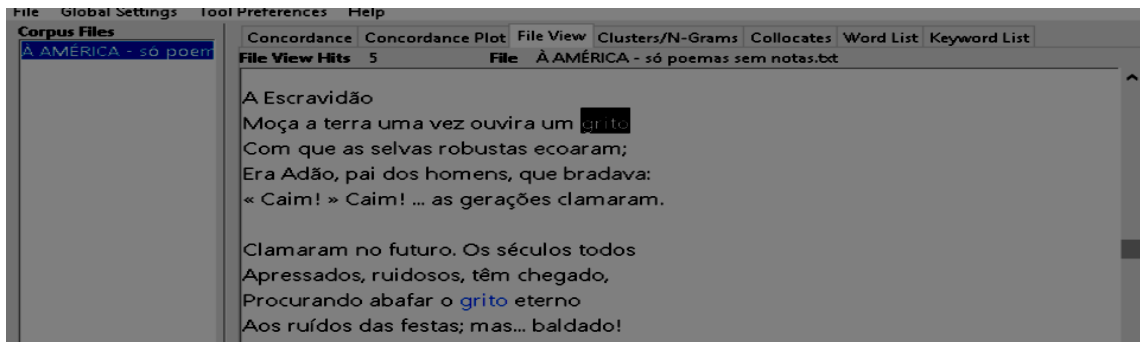 File Global Settings Tool Preferences Help
Corpus Files
À AMÉRICA - só poem
Concordance Concordance Plot File View Clusters/N-Grams Collocates Word List Keyword List
File View Hits 5 File À AMÉRICA - só poemas sem notas.txt
A Escravidão
Moça a terra uma vez ouvira um grito
Com que as selvas robustas ecoaram;
Era Adão, pai dos homens, que bradava:
« Caim! » Caim! ... as gerações clamaram.
Clamaram no futuro. Os séculos todos
Apressados, ruidosos, têm chegado,
Procurando abafar o grito eterno
Aos ruídos das festas; mas... baldado!